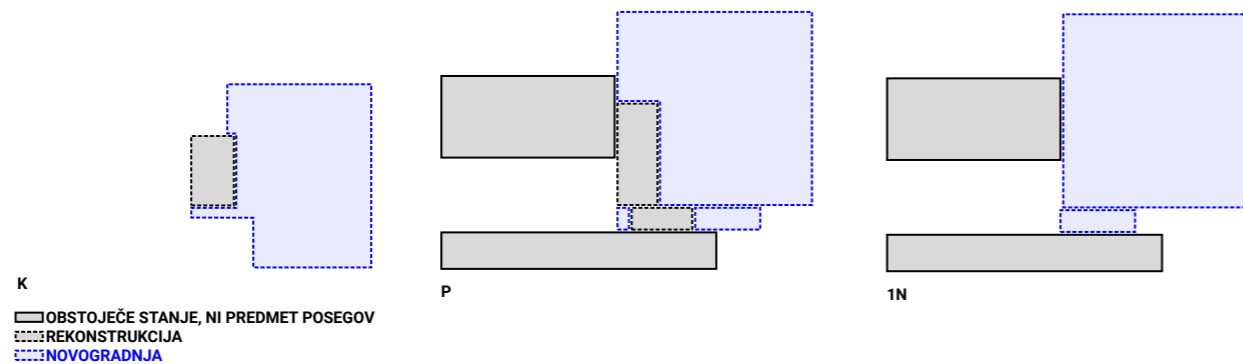 K
P
1N
OBSTOJEČE STANJE, NI PREDMET POSEGOV
REKONSTRUKCIJA
NOVOGRADNJA